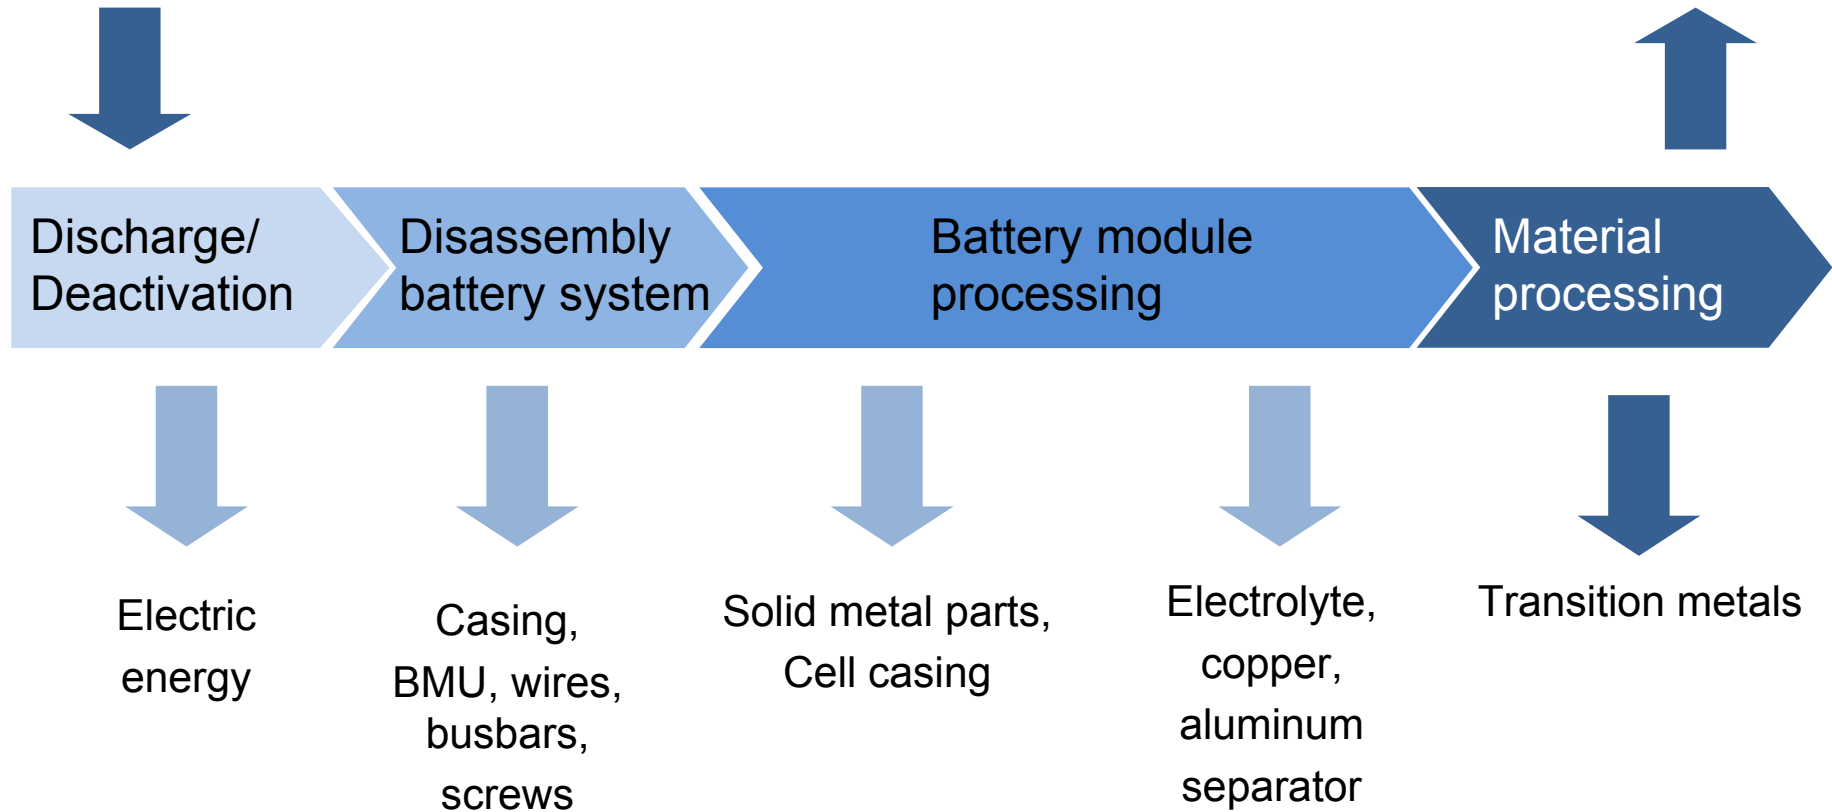 Discharge/
Deactivation
Disassembly
battery system
Battery module
processing
Material
processing
Electric
energy
Casing,
BMU, wires,
busbars,
screws
Solid metal parts,
Cell casing
Electrolyte,
copper,
aluminum
separator
Transition metals